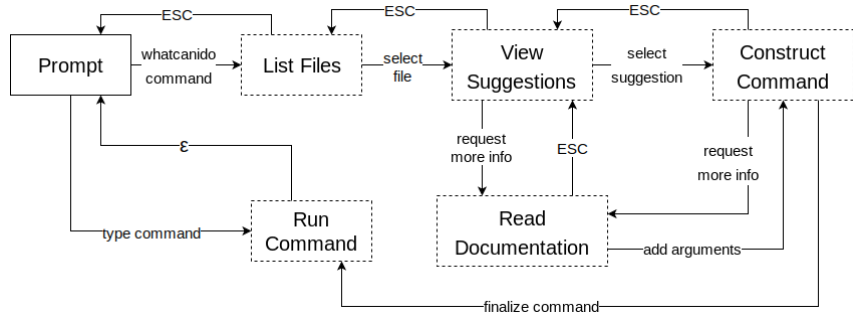 ESC
ESC
ESC
Prompt
whatcanido
command
List Files
select
file
View
Suggestions
select
suggestion
Construct
Command
request
more info
ESC
request
more info
ε
type command
Run
Command
Read
Documentation
add arguments
finalize command